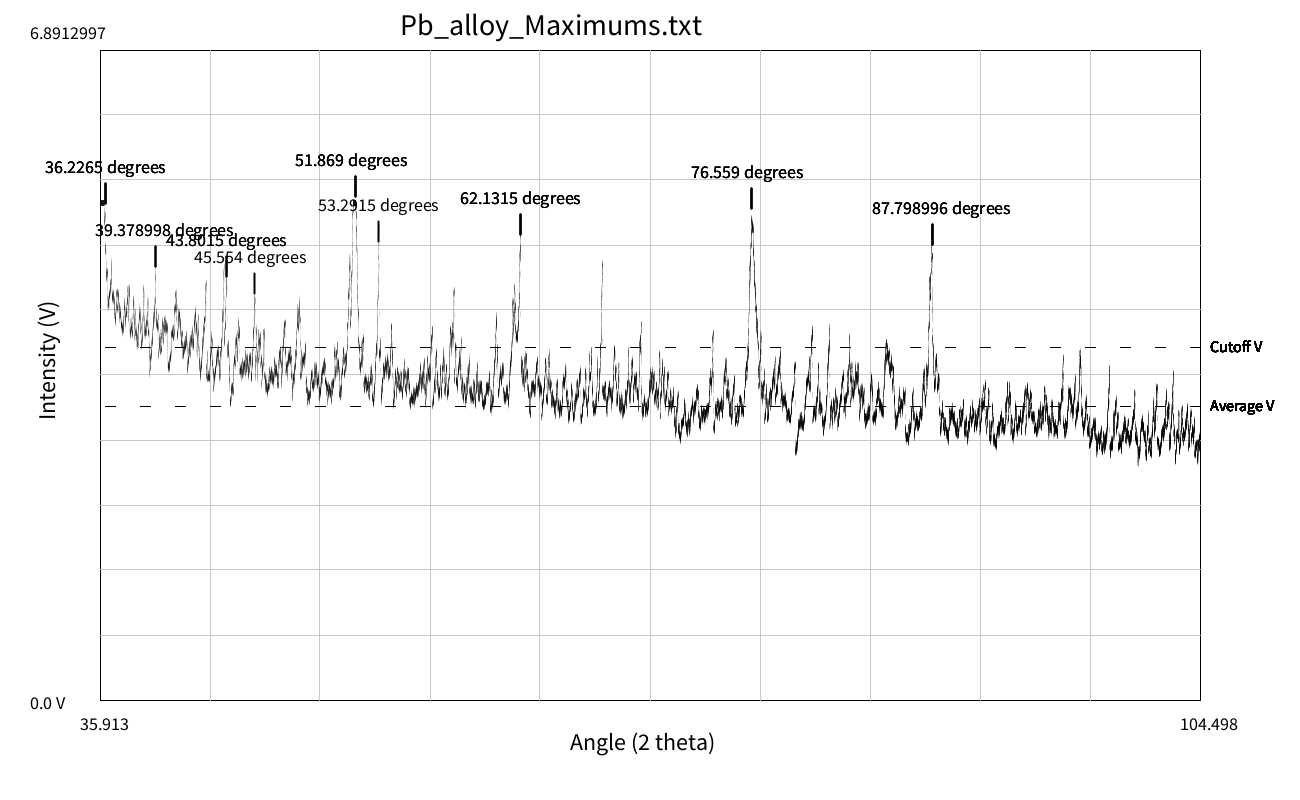 Pb_alloy_Maximums.txt
6.8912997
51.869 degrees
36.2265 degrees
76.559 degrees
62.1315 degrees
53.2915 degrees
87.798996 degrees
39.378998 degrees
43.8015 degrees
45.554 degrees
Cutoff V
Intensity (V)
Average V
0.0 V
35.913
104.498
Angle (2 theta)